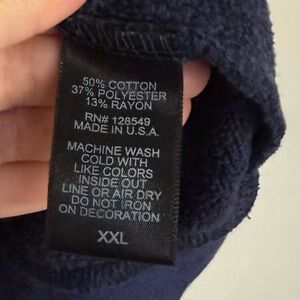 50% COTTON
37% POLYESTER
13% RAYON
RN# 128549
MADE IN U.S.A.
MACHINE WASH
COLD WITH
LIKE COLORS
INSIDE OUT
LINE OR AIR DRY
DO NOT IRON
ON DECORATION
XXL